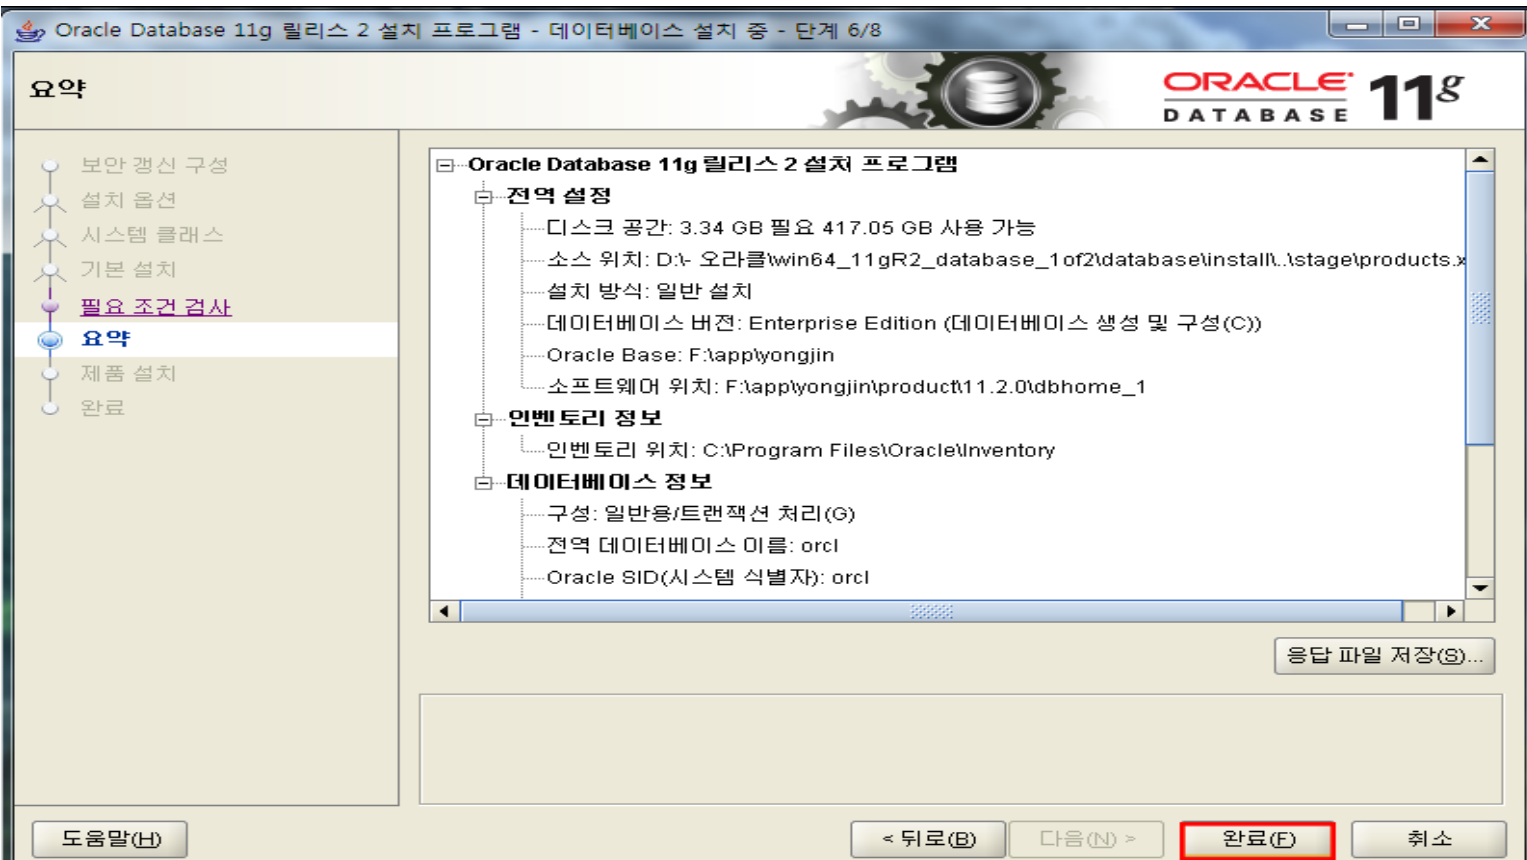 Oracle Database 11g 릴리스 2 설치 프로그램 - 데이터베이스 설치 중 - 단계 6/8
요약
ORACLE
DATABASE
11g
보안 갱신 구성
설치 옵션
시스템 클래스
기본 설치
필요 조건 검사
요약
제품 설치
완료
Oracle Database 11g 릴리스 2 설치 프로그램
전역 설정
디스크 공간: 3.34 GB 필요 417.05 GB 사용 가능
소스 위치: D:\- 오라클\win64_11gR2_database_1of2\database\install\..\stage\products.x
설치 방식: 일반 설치
데이터베이스 버전: Enterprise Edition (데이터베이스 생성 및 구성(C))
Oracle Base: F:\app\yongjin
소프트웨어 위치: F:\app\yongjin\product\11.2.0\dbhome_1
인벤토리 정보
인벤토리 위치: C:\Program Files\Oracle\Inventory
데이터베이스 정보
구성: 일반용/트랜잭션 처리(G)
전역 데이터베이스 이름: orcl
Oracle SID(시스템 식별자): orcl
응답 파일 저장(S)...
도움말(H)
< 뒤로(B)
다음(N) >
완료(F)
취소